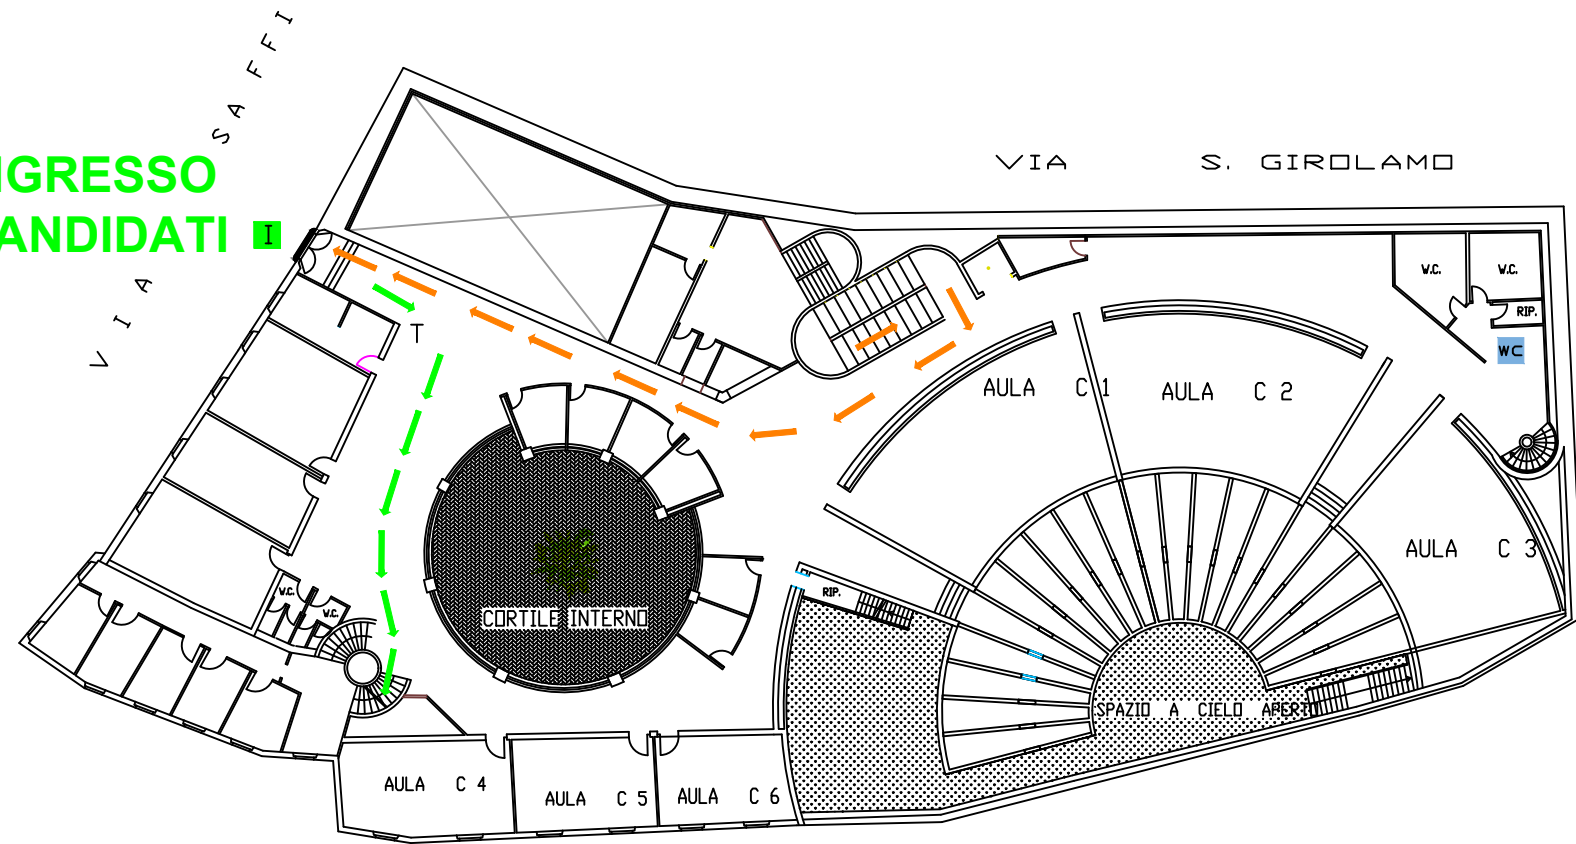 VIA SAFFI
NGRESSO
ANDIDATI I
VIA S. GIROLAMO
T
W.C.
W.C.
RIP.
WC
AULA C 1
AULA C 2
AULA C 3
W.C.
W.C.
CORTILE INTERNO
RIP.
SPAZIO A CIELO APERTO
AULA C 4
AULA C 5
AULA C 6